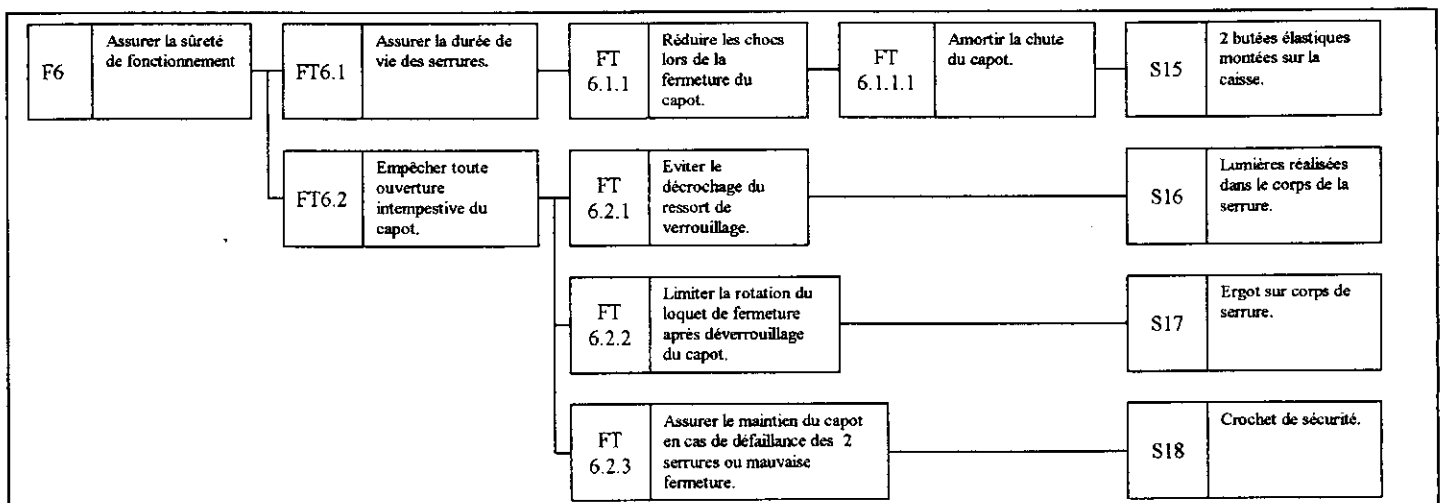 F6
Assurer la sûreté
de fonctionnement
FT6.1
Assurer la durée de
vie des serrures.
FT
6.1.1
Réduire les chocs
lors de la
fermeture du
capot.
FT
6.1.1.1
Amortir la chute
du capot.
S15
2 butées élastiques
montées sur la
caisse.
FT6.2
Empêcher toute
ouverture
intempestive du
capot.
FT
6.2.1
Eviter le
décrochage du
ressort de
verrouillage.
S16
Lumières réalisées
dans le corps de la
serrure.
FT
6.2.2
Limiter la rotation du
loquet de fermeture
après déverrouillage
du capot.
S17
Ergot sur corps de
serrure.
FT
6.2.3
Assurer le maintien du capot
en cas de défaillance des 2
serrures ou mauvaise
fermeture.
S18
Crochet de sécurité.